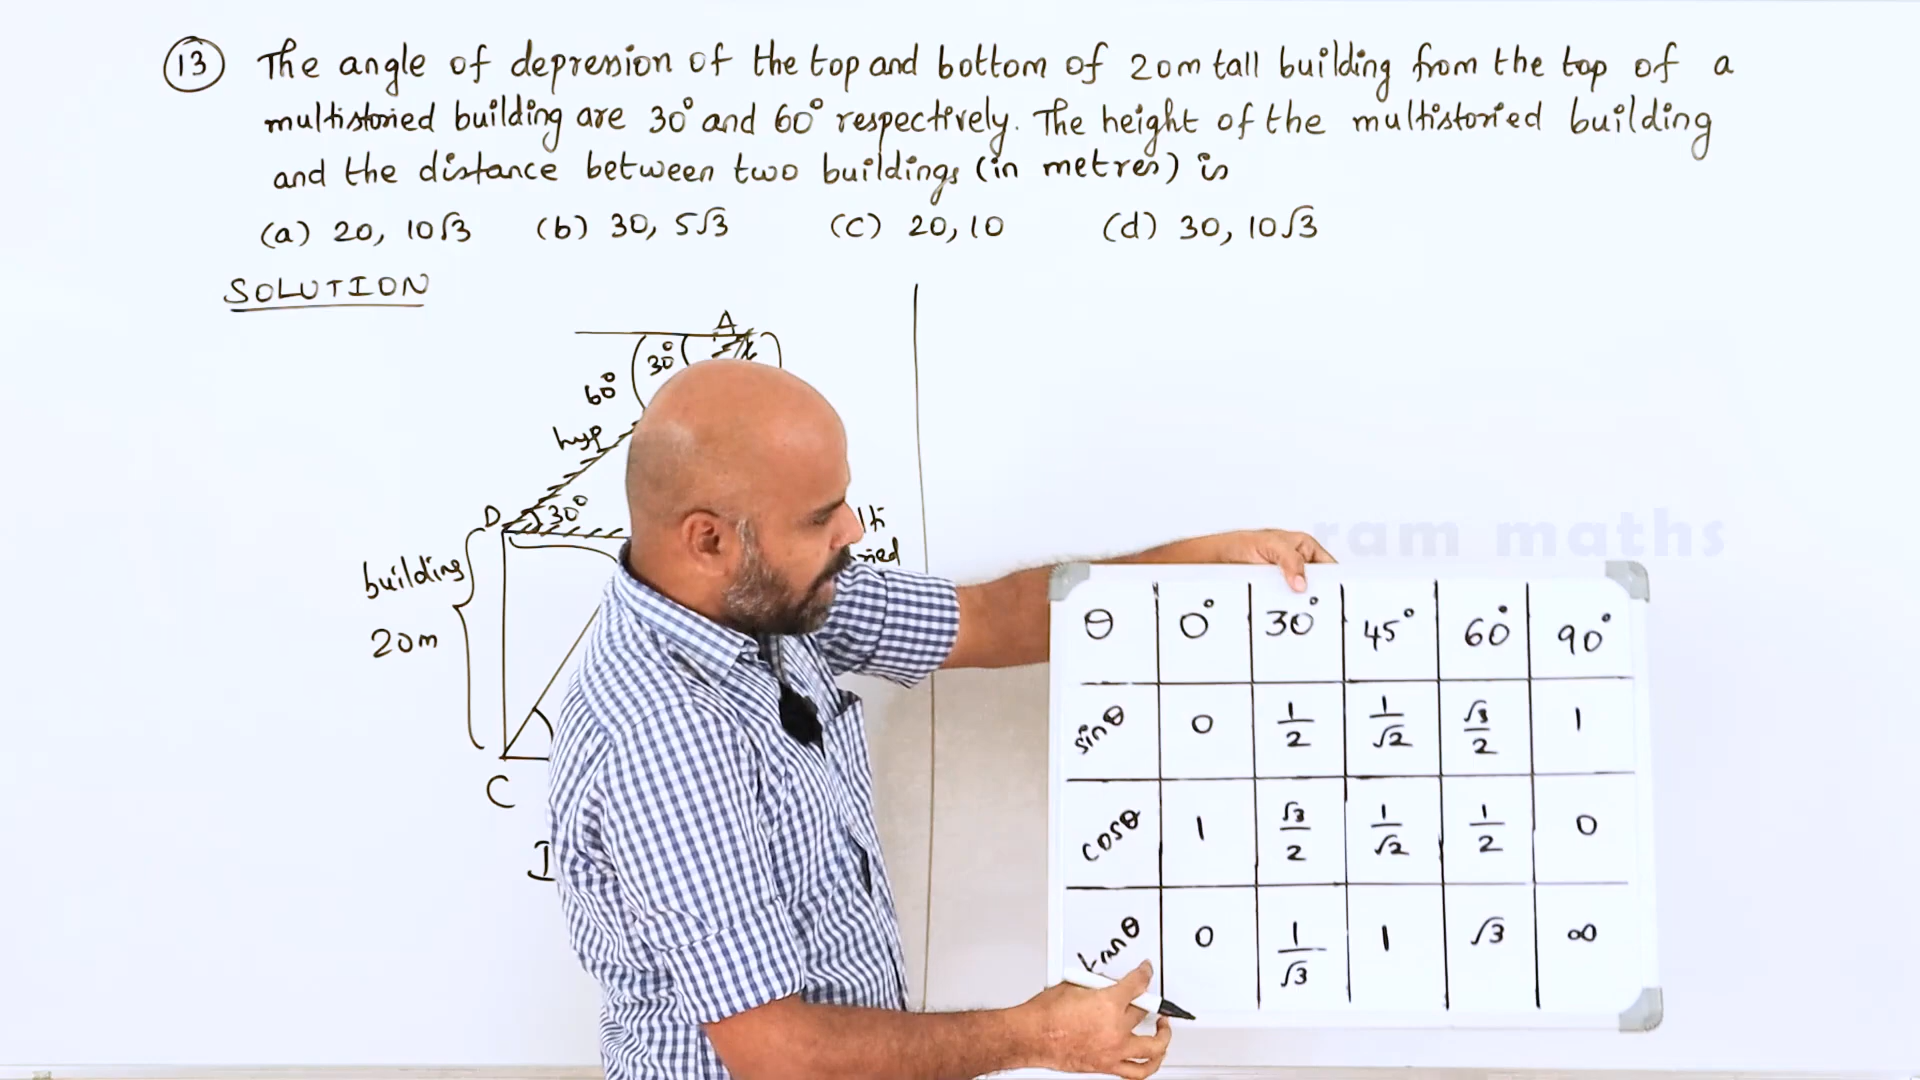 13 The angle of depression of the top and bottom of 20m tall building from the top of a
multistoried building are 30° and 60° respectively. The height of the multistoried building
and the distance between two buildings (in metres) is
(a) 20, 10√3 (b) 30, 5√3 (c) 20, 10 (d) 30, 10√3
SOLUTION
A
30°
60°
hyp
D 30°
building
20m
C
ram maths
θ 0° 30° 45° 60° 90°
sinθ 0 1/2 1/√2 √3/2 1
cosθ 1 √3/2 1/√2 1/2 0
tanθ 0 1/√3 1 √3 ∞